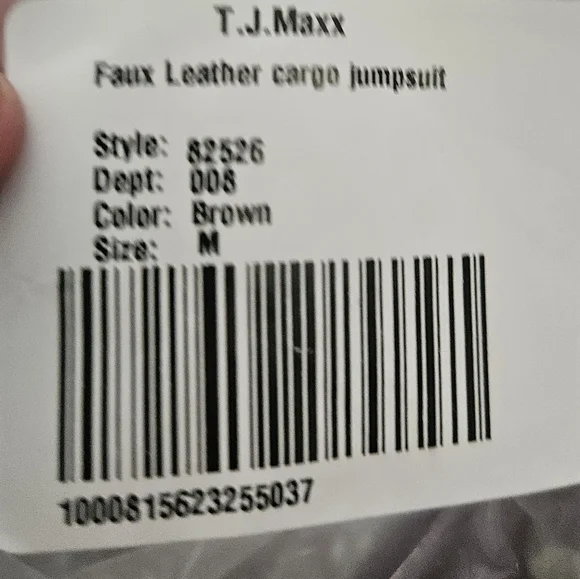 T.J.Maxx
Faux Leather cargo jumpsuit
Style: 82526
Dept: 008
Color: Brown
Size: M
1000815623255037